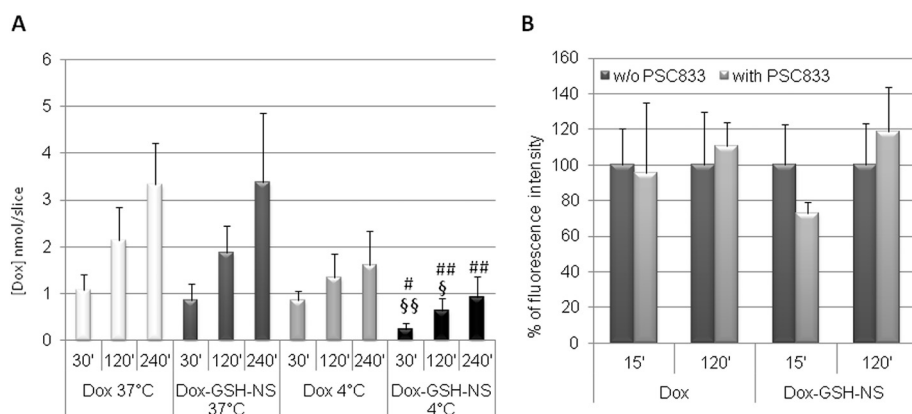 A
[Dox] nmol/slice
6
5
4
3
2
1
0
#
§§
##
§
##
30' 120' 240' 30' 120' 240' 30' 120' 240' 30' 120' 240'
Dox 37°C Dox-GSH-NS 37°C Dox 4°C Dox-GSH-NS 4°C
B
% of fluorescence intensity
160
140
120
100
80
60
40
20
0
w/o PSC833 with PSC833
15' 120' 15' 120'
Dox Dox-GSH-NS